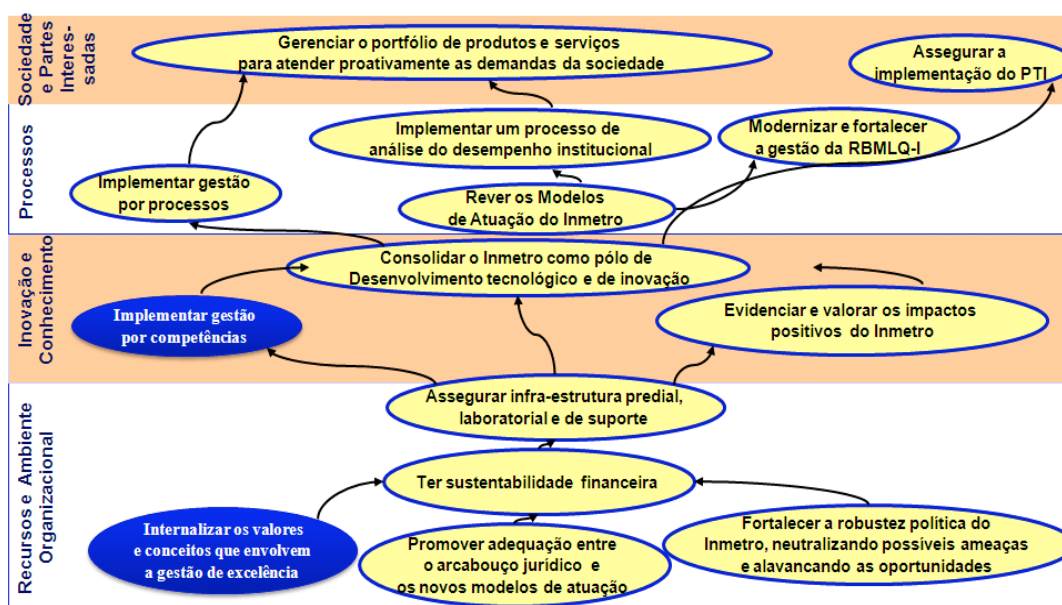 Sociedade
e Partes
Interes-
sadas
Gerenciar o portfólio de produtos e serviços
para atender proativamente as demandas da sociedade
Assegurar a
implementação do PTI
Processos
Implementar um processo de
análise do desempenho institucional
Modernizar e fortalecer
a gestão da RBMLQ-I
Implementar gestão
por processos
Rever os Modelos
de Atuação do Inmetro
Inovação e
Conhecimento
Consolidar o Inmetro como pólo de
Desenvolvimento tecnológico e de inovação
Implementar gestão
por competências
Evidenciar e valorar os impactos
positivos do Inmetro
Recursos e Ambiente
Organizacional
Assegurar infra-estrutura predial,
laboratorial e de suporte
Ter sustentabilidade financeira
Internalizar os valores
e conceitos que envolvem
a gestão de excelência
Promover adequação entre
o arcabouço jurídico e
os novos modelos de atuação
Fortalecer a robustez política do
Inmetro, neutralizando possíveis ameaças
e alavancando as oportunidades